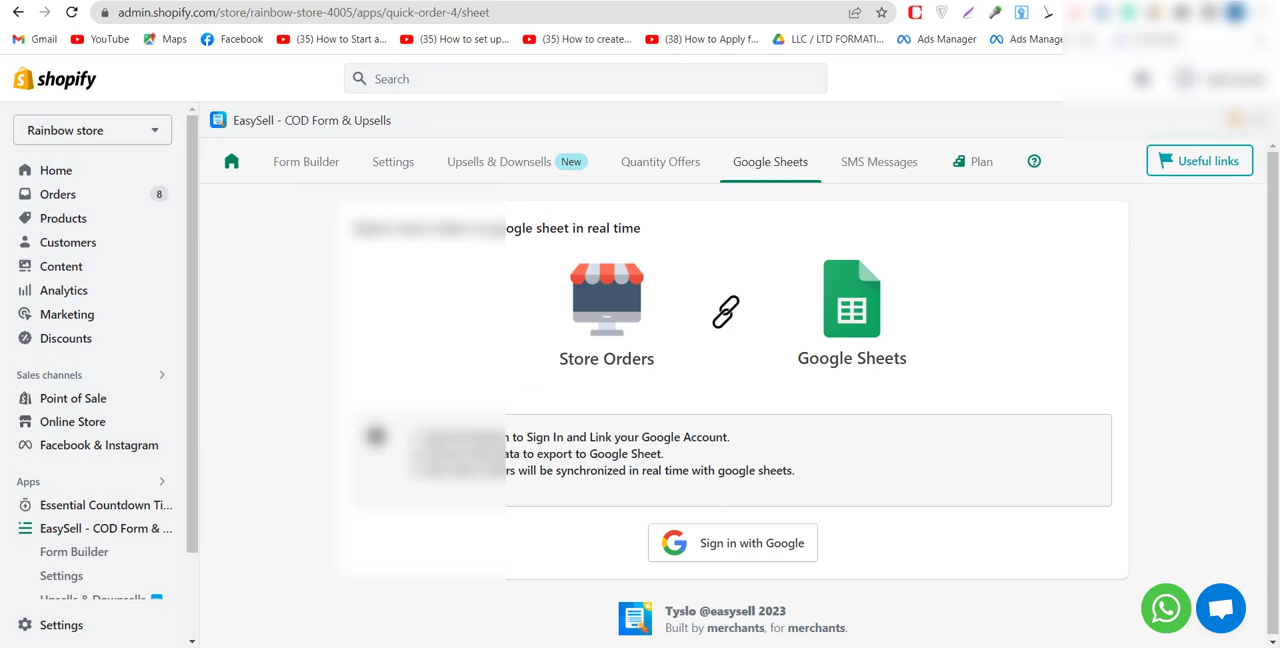 admin.shopify.com/store/rainbow-store-4005/apps/quick-order-4/sheet
Gmail YouTube Maps Facebook (35) How to Start a... (35) How to set up... (35) How to create... (38) How to Apply f... LLC / LTD FORMATI... Ads Manager Ads Manage
shopify
Search
Rainbow store
EasySell - COD Form & Upsells
Form Builder Settings Upsells & Downsells New Quantity Offers Google Sheets SMS Messages Plan Useful links
Home
Orders 8
Products
Customers
Content
Analytics
Marketing
Discounts
Sales channels
Point of Sale
Online Store
Facebook & Instagram
Apps
Essential Countdown Ti...
EasySell - COD Form & ...
Form Builder
Settings
Upsells & Downsells
Settings
ogle sheet in real time
Store Orders
Google Sheets
to Sign In and Link your Google Account.
to export to Google Sheet.
will be synchronized in real time with google sheets.
Sign in with Google
Tyslo @easysell 2023
Built by merchants, for merchants.